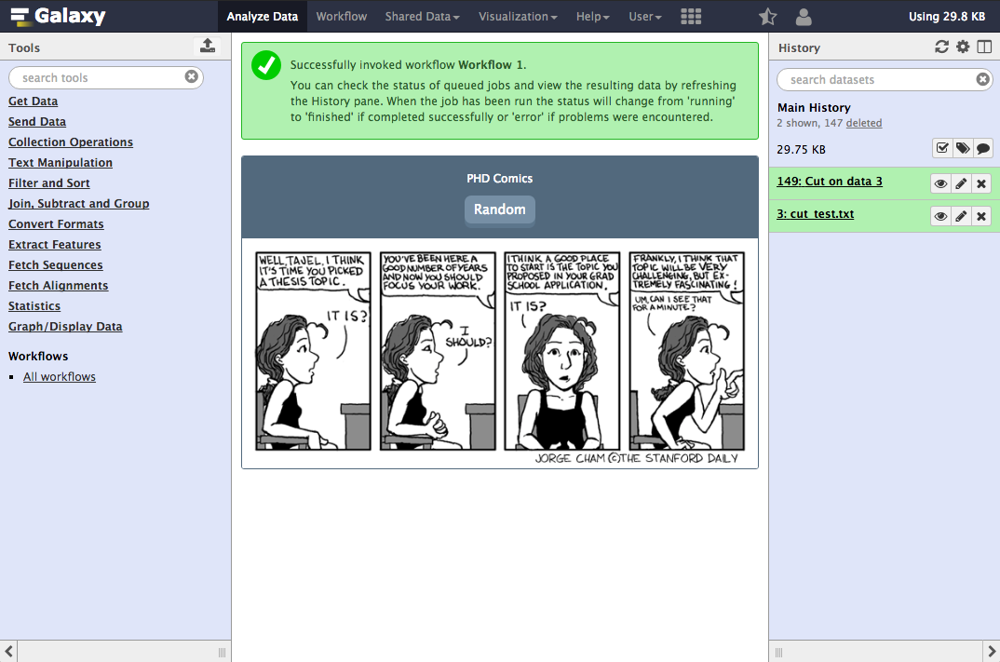 Galaxy
Analyze Data
Workflow
Shared Data
Visualization
Help
User
Using 29.8 KB
Tools
search tools
Get Data
Send Data
Collection Operations
Text Manipulation
Filter and Sort
Join, Subtract and Group
Convert Formats
Extract Features
Fetch Sequences
Fetch Alignments
Statistics
Graph/Display Data
Workflows
All workflows
Successfully invoked workflow Workflow 1.
You can check the status of queued jobs and view the resulting data by refreshing
the History pane. When the job has been run the status will change from 'running'
to 'finished' if completed successfully or 'error' if problems were encountered.
PHD Comics
Random
WELL, TAJEL, I THINK
IT'S TIME YOU PICKED
A THESIS TOPIC.
IT IS?
YOU'VE BEEN HERE A
GOOD NUMBER OF YEARS
AND NOW YOU SHOULD
FOCUS YOUR WORK.
I
SHOULD?
I THINK A GOOD PLACE
TO START IS THE TOPIC YOU
PROPOSED IN YOUR GRAD
SCHOOL APPLICATION.
IT IS?
FRANKLY, I THINK THAT
TOPIC WILL BE VERY
CHALLENGING, BUT EX-
TREMELY FASCINATING!
UM, CAN I SEE THAT
FOR A MINUTE?
JORGE CHAM ©THE STANFORD DAILY
History
search datasets
Main History
2 shown, 147 deleted
29.75 KB
149: Cut on data 3
3: cut_test.txt